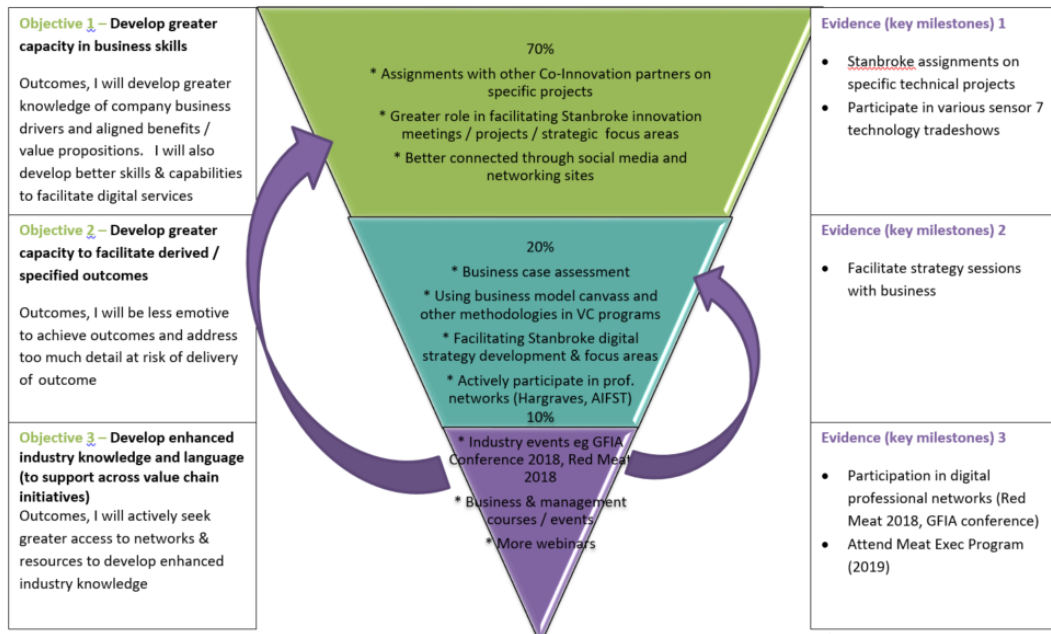 Objective 1 – Develop greater
capacity in business skills
Outcomes, I will develop greater
knowledge of company business
drivers and aligned benefits /
value propositions. I will also
develop better skills & capabilities
to facilitate digital services
Objective 2 – Develop greater
capacity to facilitate derived /
specified outcomes
Outcomes, I will be less emotive
to achieve outcomes and address
too much detail at risk of delivery
of outcome
Objective 3 – Develop enhanced
industry knowledge and language
(to support across value chain
initiatives)
Outcomes, I will actively seek
greater access to networks &
resources to develop enhanced
industry knowledge
70%
* Assignments with other Co-Innovation partners on
specific projects
* Greater role in facilitating Stanbroke innovation
meetings / projects / strategic focus areas
* Better connected through social media and
networking sites
20%
* Business case assessment
* Using business model canvass and
other methodologies in VC programs
* Facilitating Stanbroke digital
strategy development & focus areas
* Actively participate in prof.
networks (Hargraves, AIFST)
10%
* Industry events eg GFIA
Conference 2018, Red Meat
2018
* Business & management
courses / events
* More webinars
Evidence (key milestones) 1
● Stanbroke assignments on
specific technical projects
● Participate in various sensor 7
technology tradeshows
Evidence (key milestones) 2
● Facilitate strategy sessions
with business
Evidence (key milestones) 3
● Participation in digital
professional networks (Red
Meat 2018, GFIA conference)
● Attend Meat Exec Program
(2019)